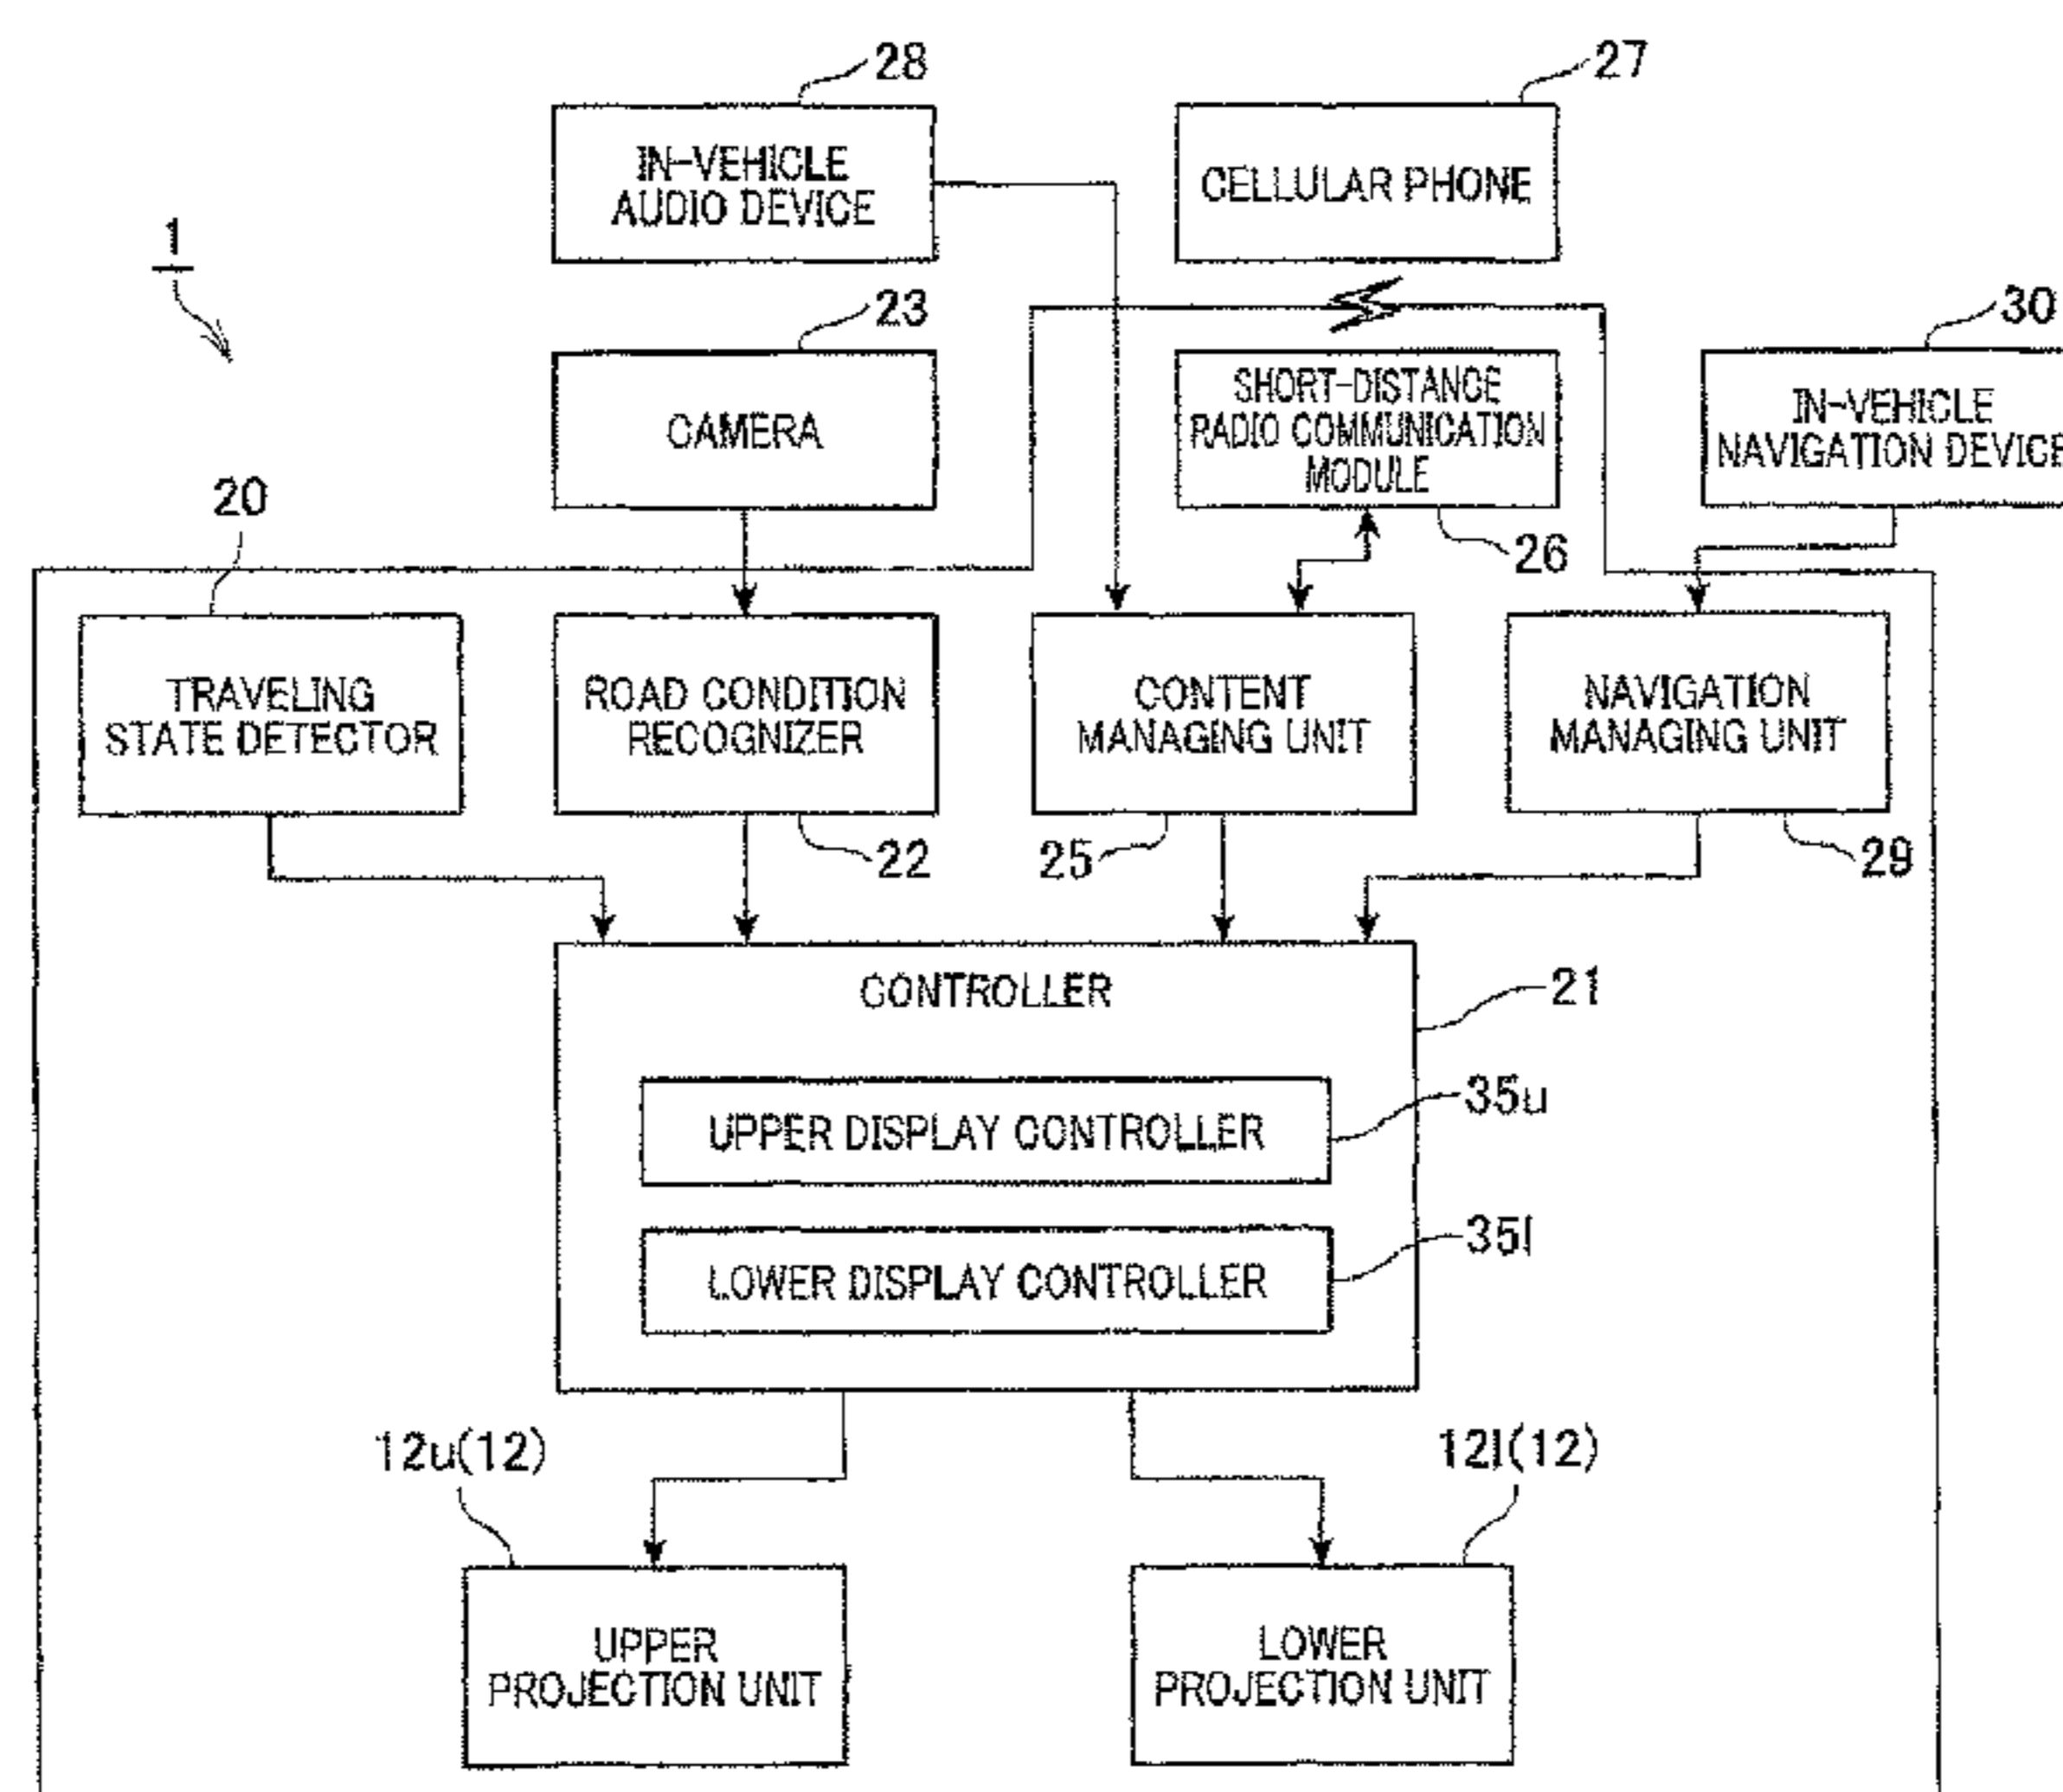 28
27
IN-VEHICLE
AUDIO DEVICE
CELLULAR PHONE
1
23
30
CAMERA
SHORT-DISTANCE
RADIO COMMUNICATION
MODULE
IN-VEHICLE
NAVIGATION DEVICE
20
26
TRAVELING
STATE DETECTOR
ROAD CONDITION
RECOGNIZER
CONTENT
MANAGING UNIT
NAVIGATION
MANAGING UNIT
22
25
29
CONTROLLER
21
35u
UPPER DISPLAY CONTROLLER
35l
LOWER DISPLAY CONTROLLER
12u(12)
12l(12)
UPPER
PROJECTION UNIT
LOWER
PROJECTION UNIT